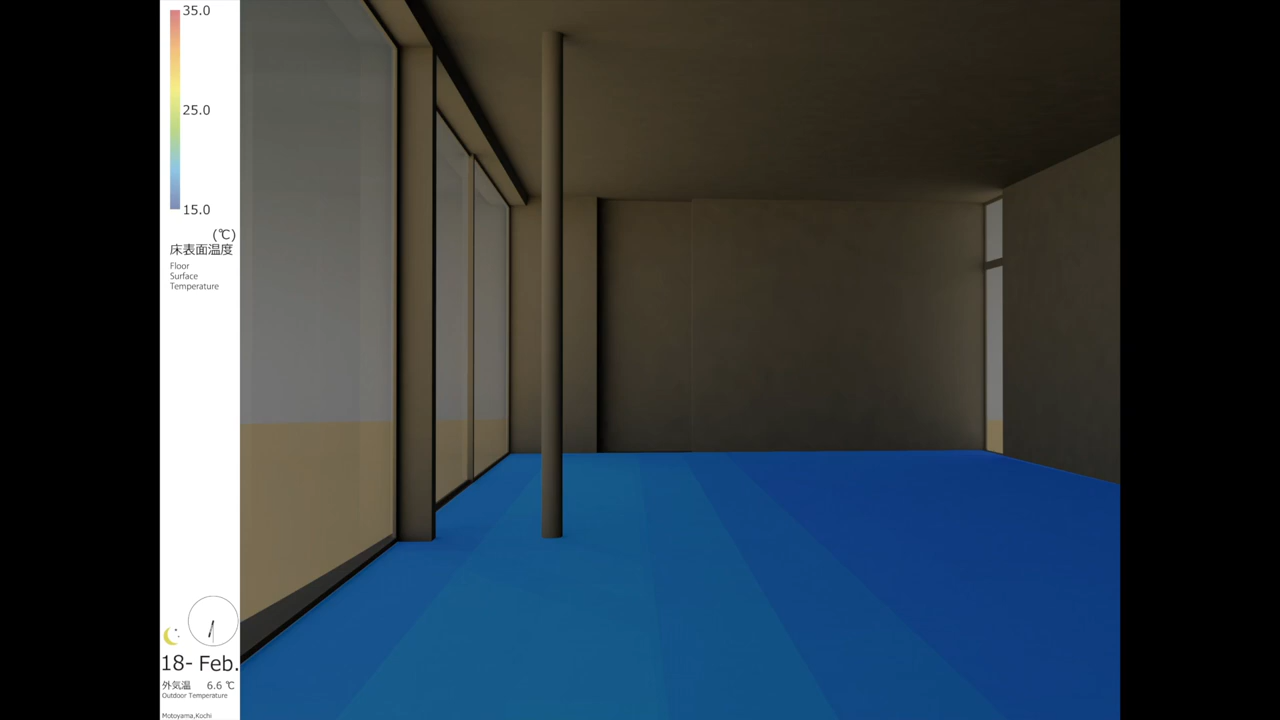 35.0
25.0
15.0
(℃)
床表面温度
Floor
Surface
Temperature
18- Feb.
外気温 6.6 ℃
Outdoor Temperature
Motoyama,Kochi